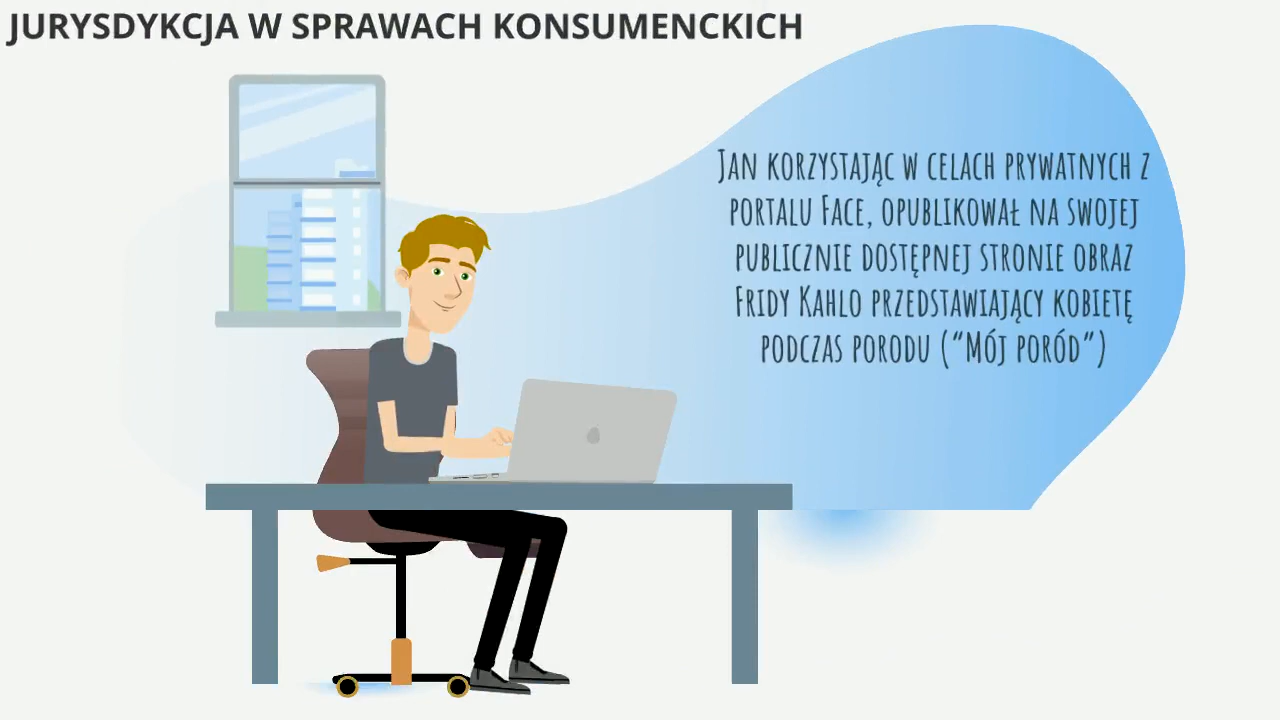 JURYSDYKCJA W SPRAWACH KONSUMENCKICH
Jan korzystając w celach prywatnych z
portalu Face, opublikował na swojej
publicznie dostępnej stronie obraz
Fridy Kahlo przedstawiający kobietę
podczas porodu (“Mój poród”)